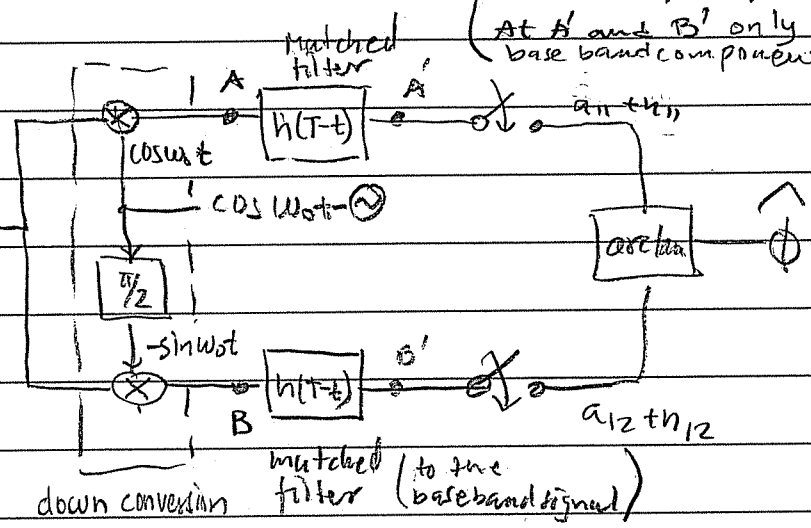 (At A' and B' only
base band componen
Matched
filter
A
A'
h(T-t)
a11 + n11
cosω0t
cos ω0t
π/2
arctan
φ̂
-sinω0t
B'
h(T-t)
B
a12 + n12
matched
filter
(to the
baseband signal)
down conversion